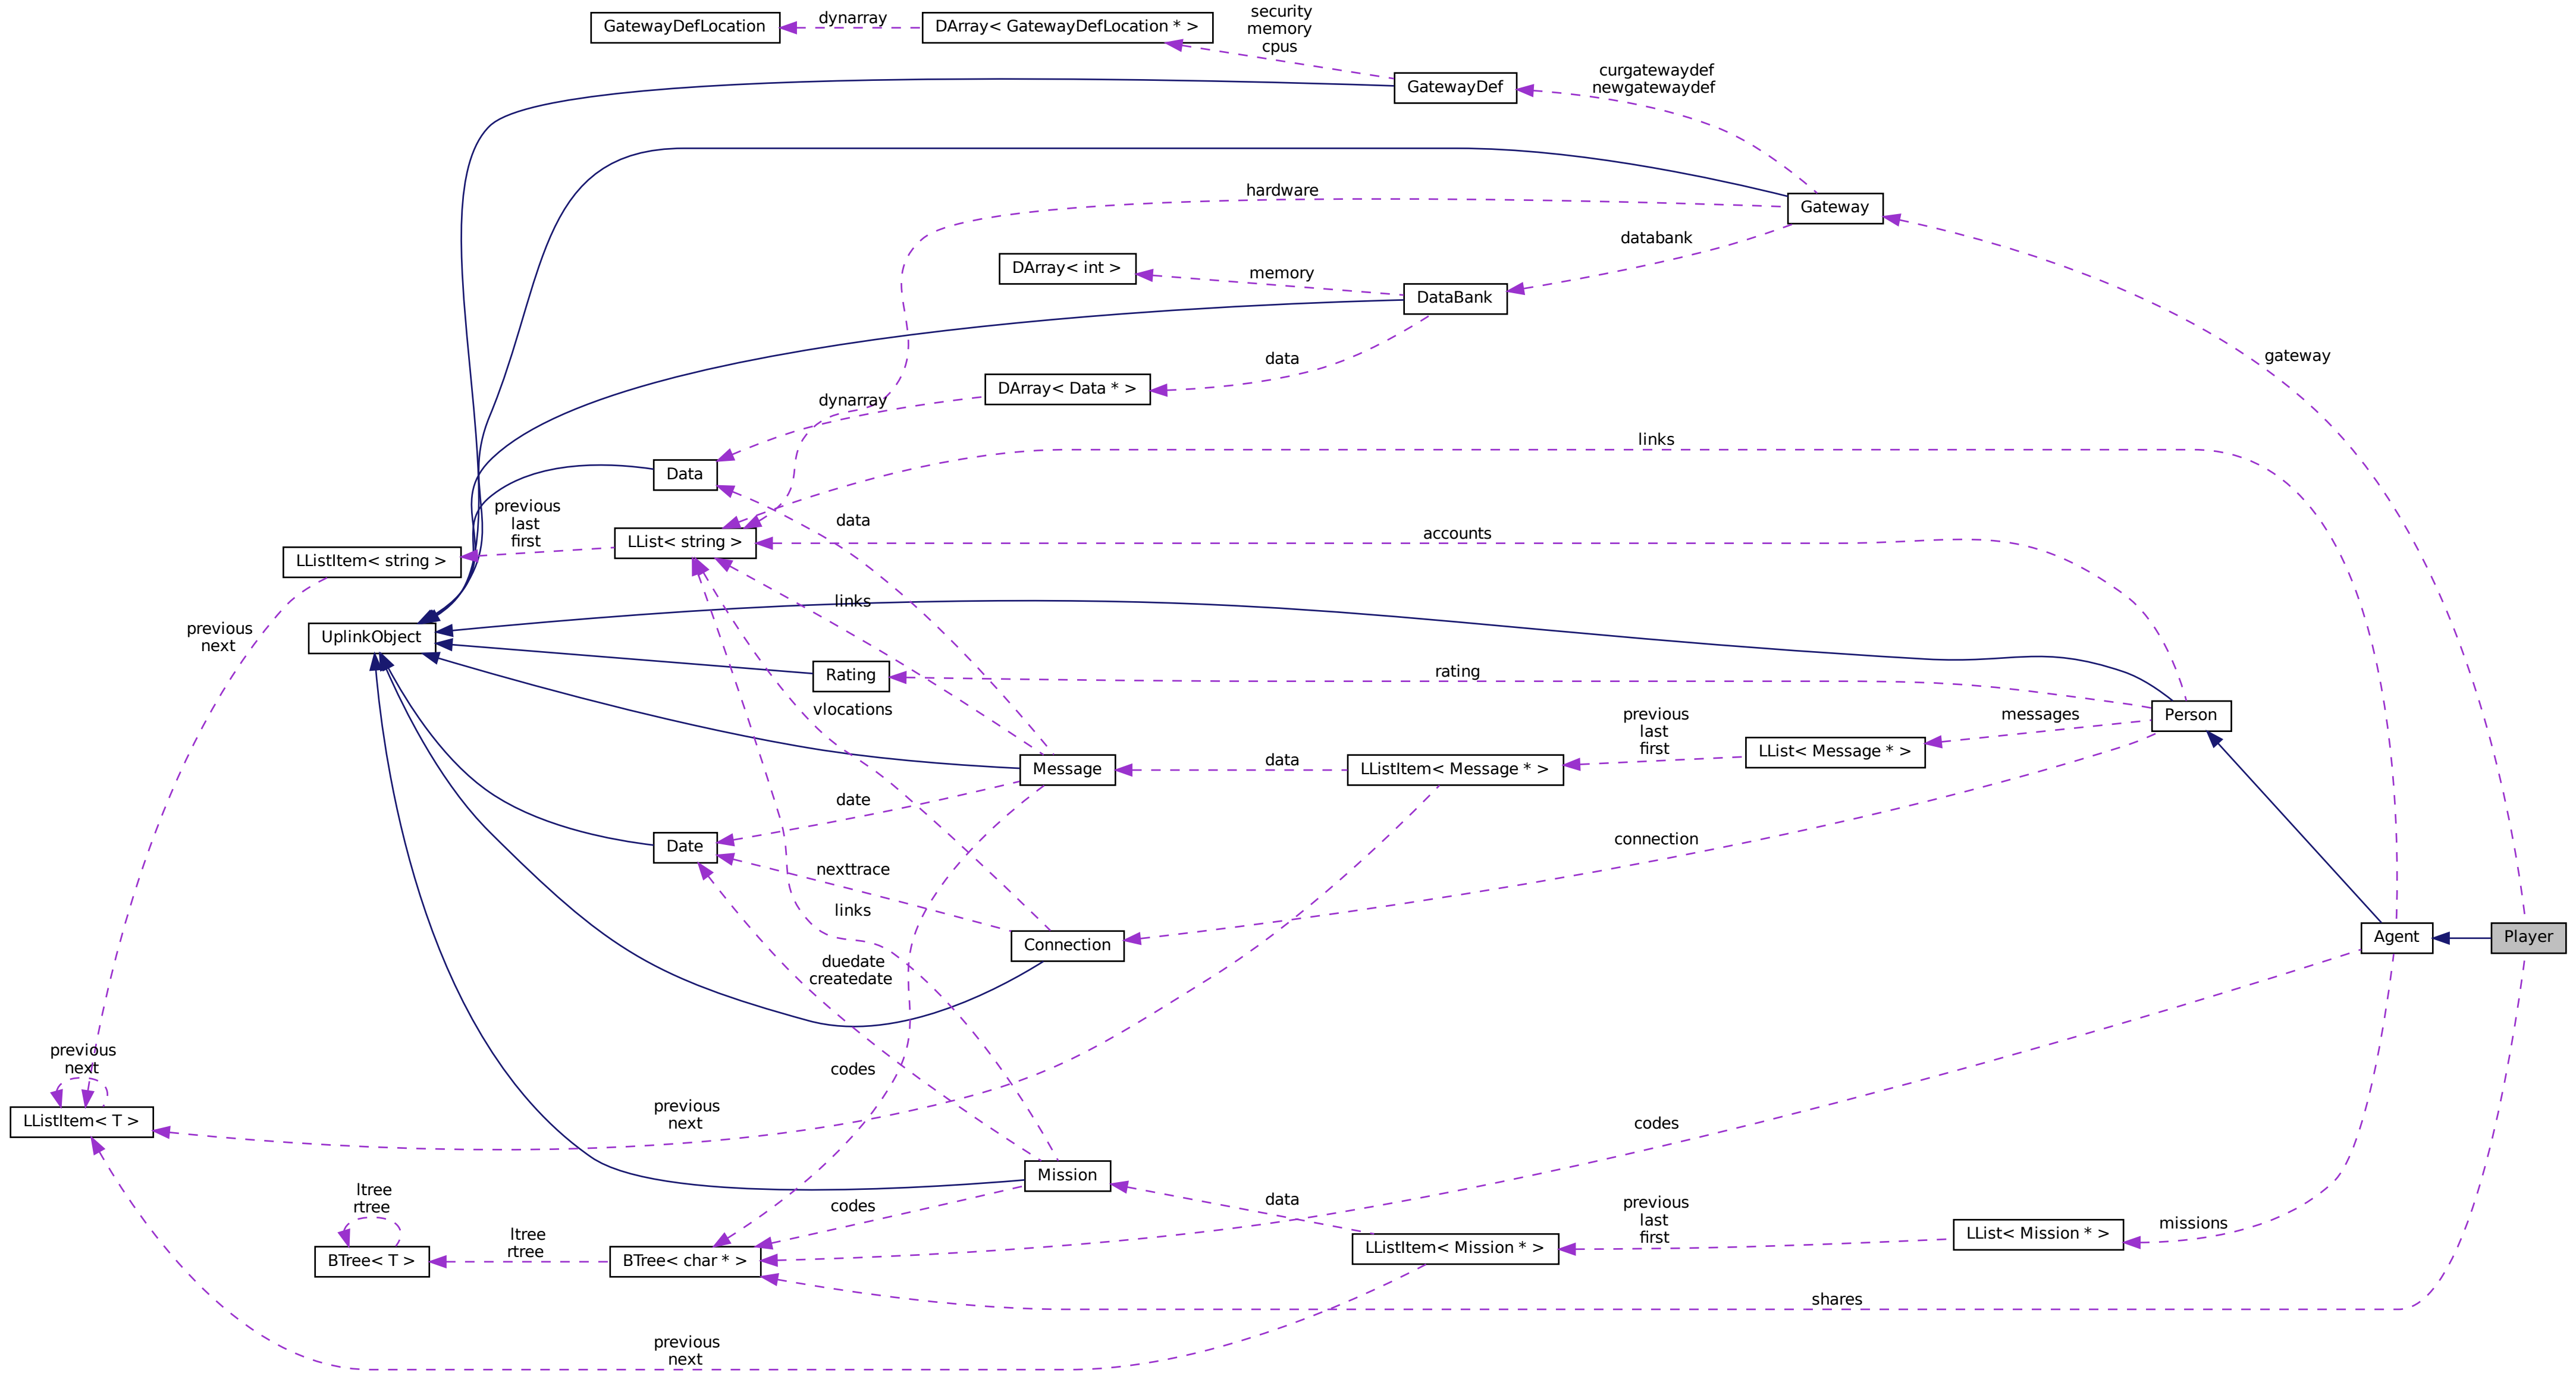 security
memory
cpus
GatewayDefLocation
dynarray
DArray< GatewayDefLocation * >
curgatewaydef
newgatewaydef
GatewayDef
hardware
Gateway
databank
DArray< int >
memory
DataBank
gateway
data
DArray< Data * >
dynarray
links
Data
previous
last
first
data
accounts
LList< string >
LListItem< string >
links
previous
next
UplinkObject
Rating
rating
vlocations
messages
Person
previous
last
first
LList< Message * >
Message
data
LListItem< Message * >
date
connection
Date
nexttrace
links
Connection
Agent
Player
duedate
createdate
previous
next
codes
previous
next
LListItem< T >
codes
Mission
ltree
rtree
codes
data
previous
last
first
LList< Mission * >
missions
ltree
rtree
BTree< T >
BTree< char * >
LListItem< Mission * >
shares
previous
next